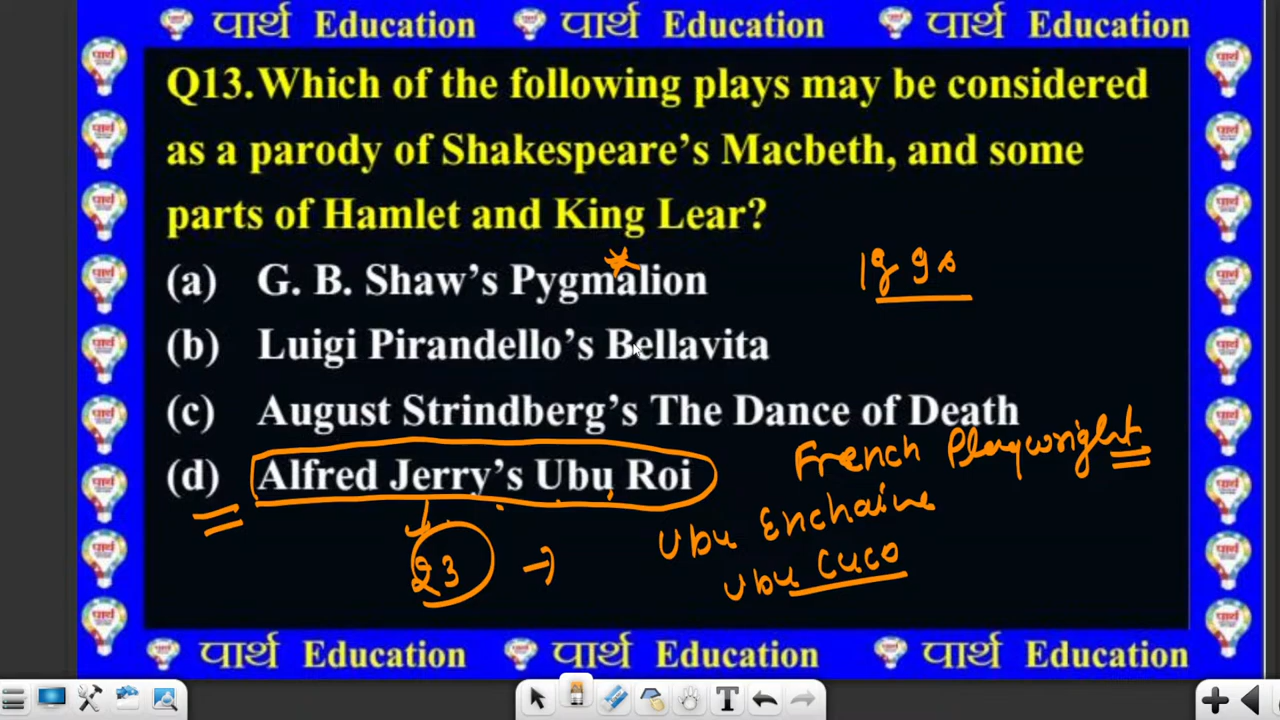 पार्थ Education पार्थ Education पार्थ Education
Q13.Which of the following plays may be considered
as a parody of Shakespeare's Macbeth, and some
parts of Hamlet and King Lear?
(a) G. B. Shaw's Pygmalion
(b) Luigi Pirandello's Bellavita
(c) August Strindberg's The Dance of Death
French Playwright
(d) Alfred Jerry's Ubu Roi
Ubu Enchaine
23
Ubu Cuco
पार्थ Education पार्थ Education पार्थ Education